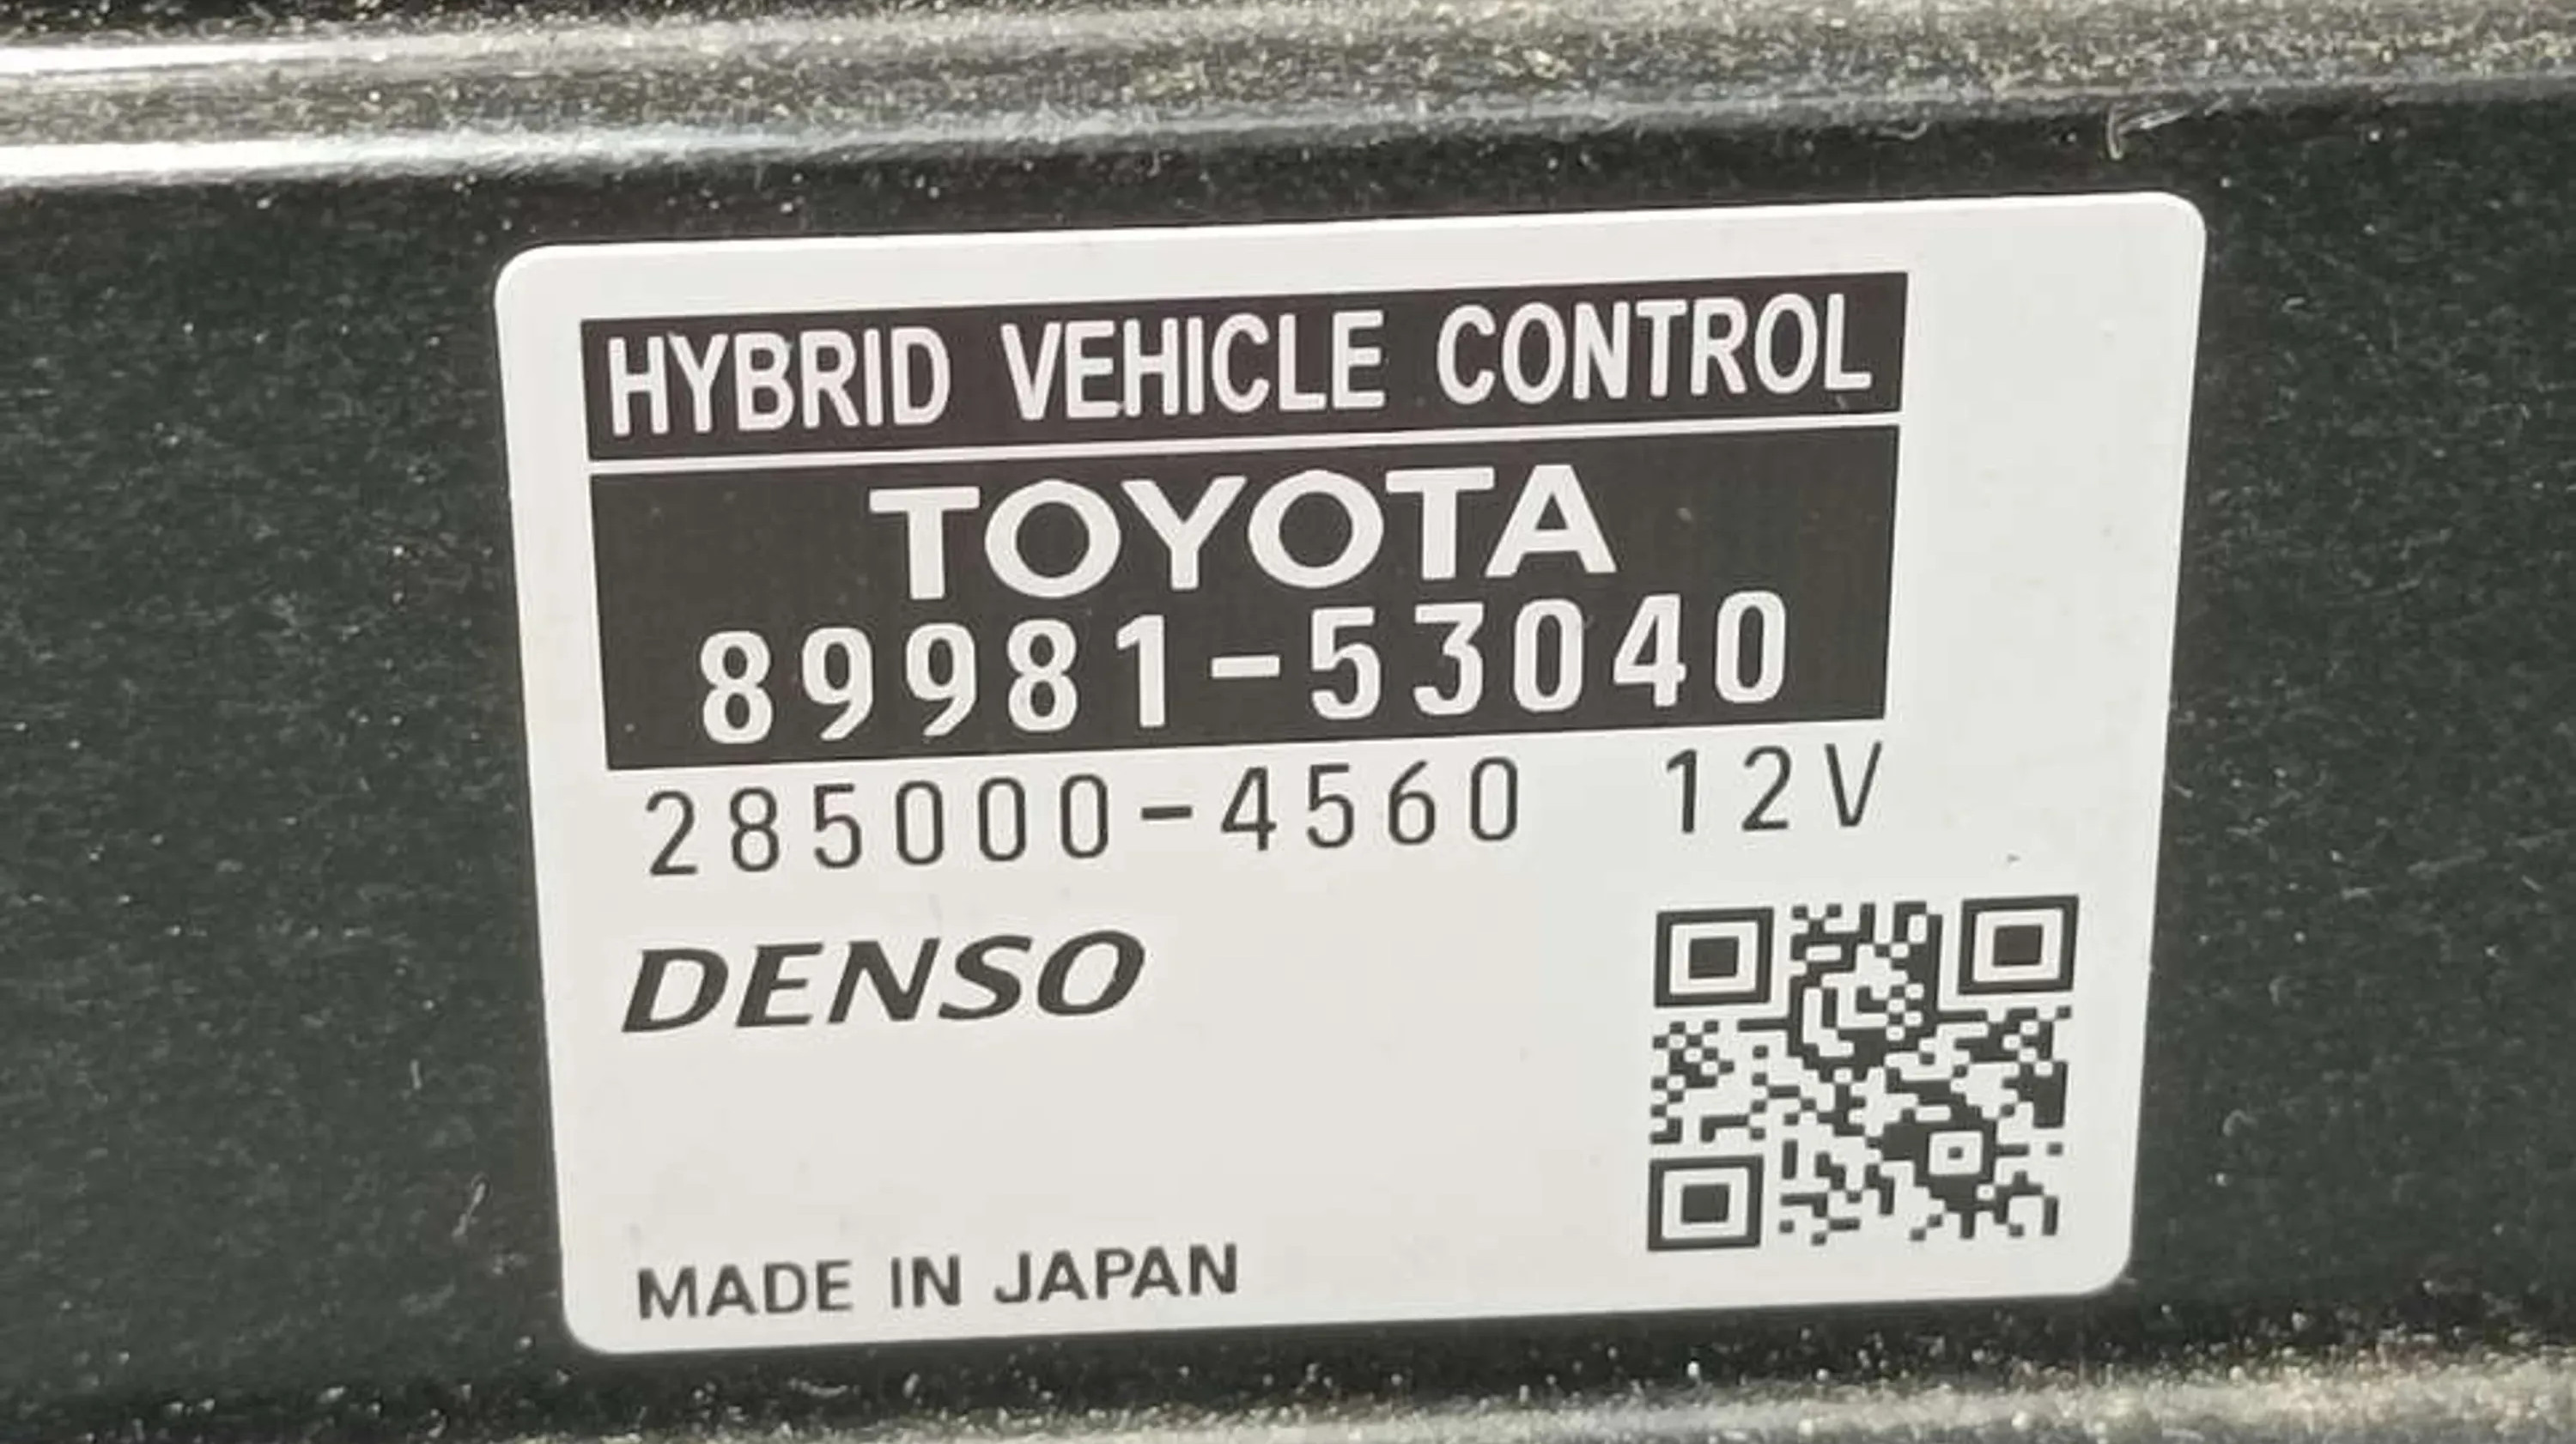 HYBRID VEHICLE CONTROL
TOYOTA
89981-53040
285000-4560 12V
DENSO
MADE IN JAPAN